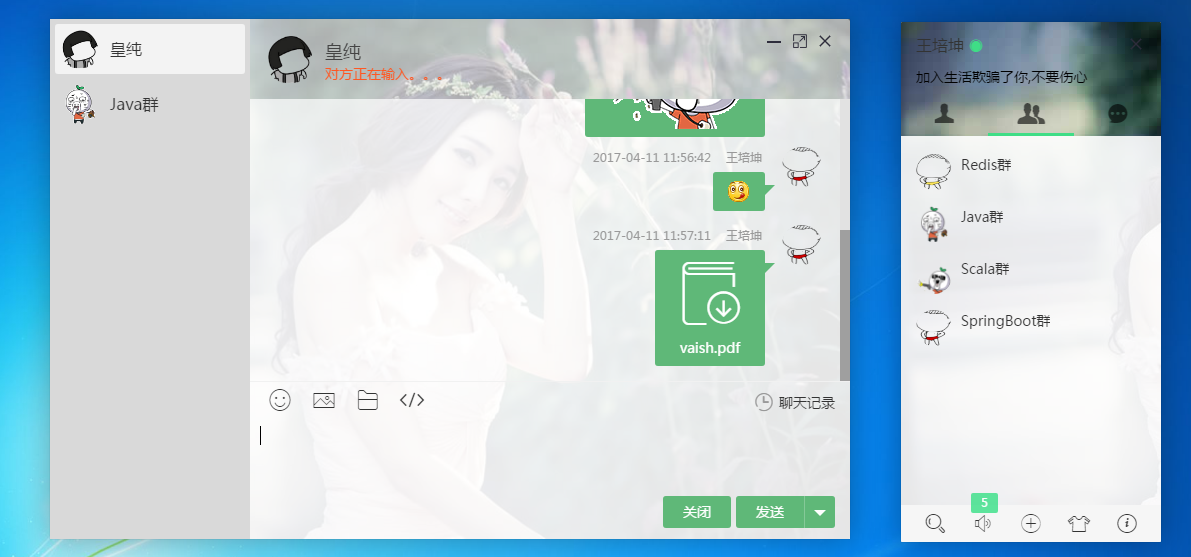 皇纯
Java群
皇纯
对方正在输入。。。
2017-04-11 11:56:42 王培坤
2017-04-11 11:57:11 王培坤
vaish.pdf
聊天记录
关闭
发送
王培坤
加入生活欺骗了你,不要伤心
Redis群
Java群
Scala群
SpringBoot群
5